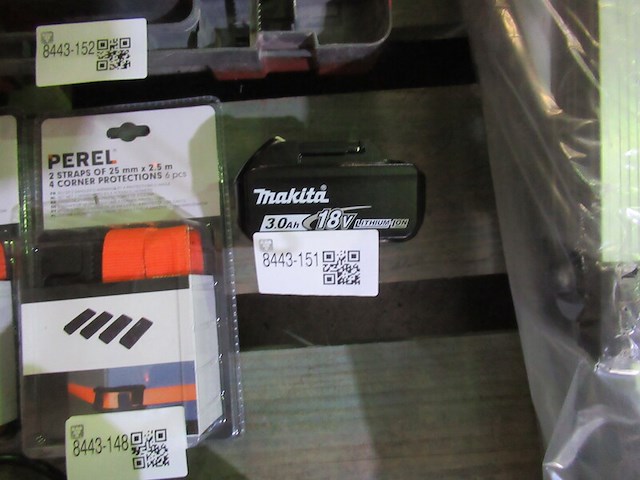 8443-152
PEREL
2 STRAPS OF 25 mm x 2.5 m
4 CORNER PROTECTIONS 6 pcs
makita
3.0Ah 18V LITHIUM-ION
8443-151
8443-148